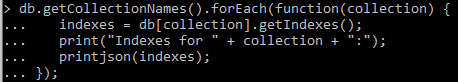 > db.getCollectionNames().forEach(function(collection) {
...     indexes = db[collection].getIndexes();
...     print("Indexes for " + collection + ":");
...     printjson(indexes);
... });